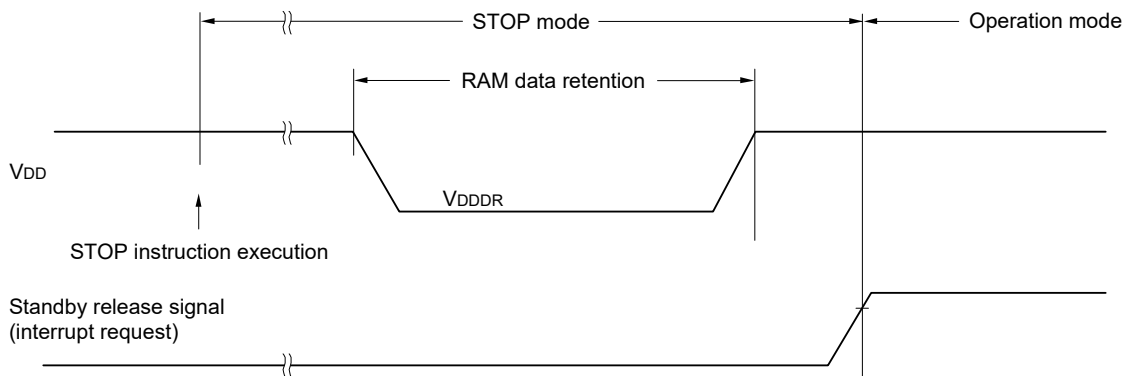 STOP mode
Operation mode
RAM data retention
VDD
VDDDR
STOP instruction execution
Standby release signal
(interrupt request)